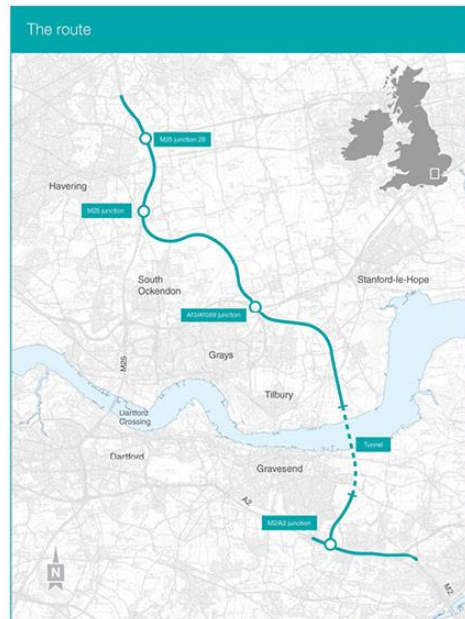 The route
M25 junction 29
Havering
M25 junction
South
Ockendon
Stanford-le-Hope
A13/A1089 junction
Grays
M25
Tilbury
Dartford
Crossing
Tunnel
Dartford
Gravesend
A2
M2/A2 junction
N
M2